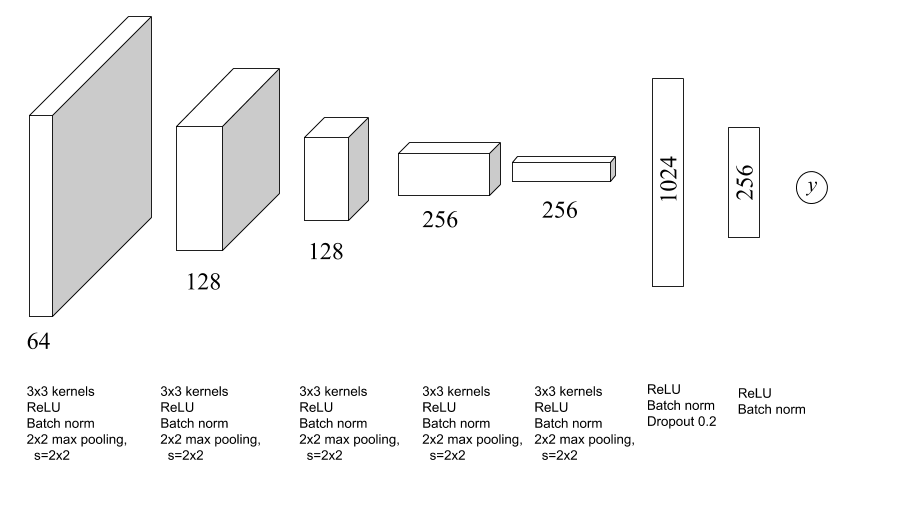 64
128
128
256
256
1024
256
y
3x3 kernels
ReLU
Batch norm
2x2 max pooling,
s=2x2
3x3 kernels
ReLU
Batch norm
2x2 max pooling,
s=2x2
3x3 kernels
ReLU
Batch norm
2x2 max pooling,
s=2x2
3x3 kernels
ReLU
Batch norm
2x2 max pooling,
s=2x2
3x3 kernels
ReLU
Batch norm
2x2 max pooling,
s=2x2
ReLU
Batch norm
Dropout 0.2
ReLU
Batch norm